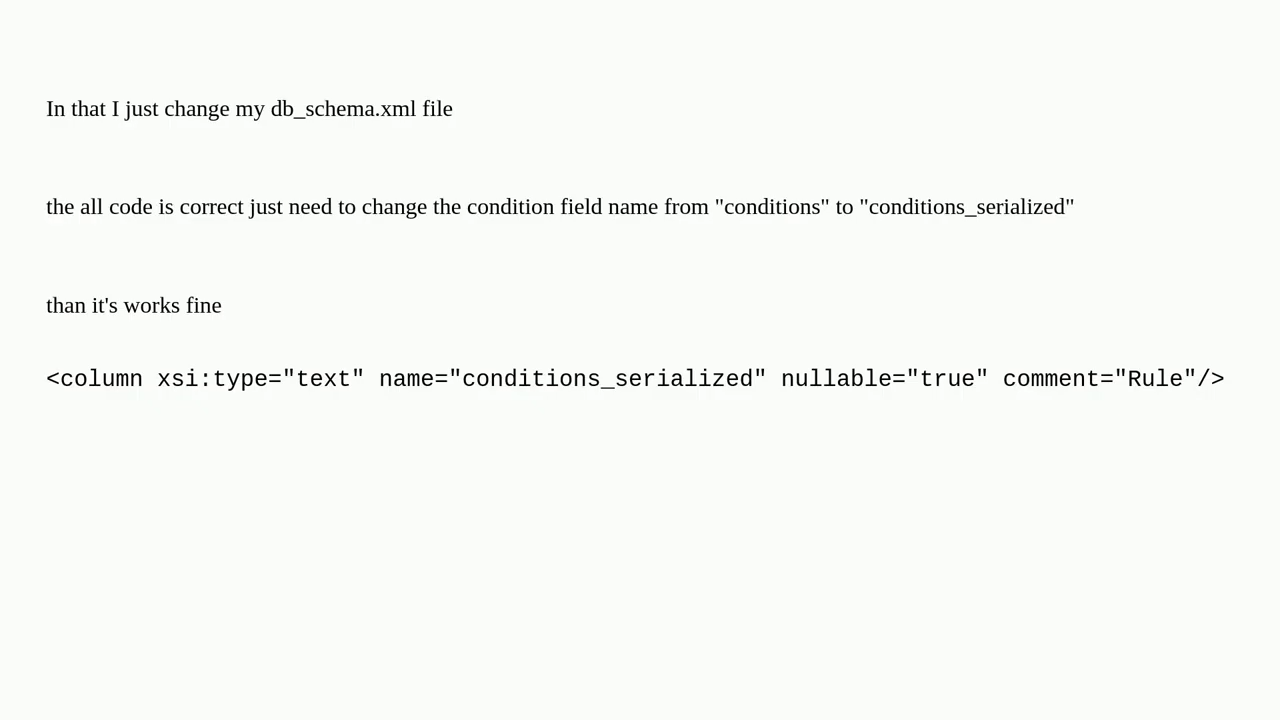 In that I just change my db_schema.xml file
the all code is correct just need to change the condition field name from "conditions" to "conditions_serialized"
than it's works fine
<column xsi:type="text" name="conditions_serialized" nullable="true" comment="Rule"/>